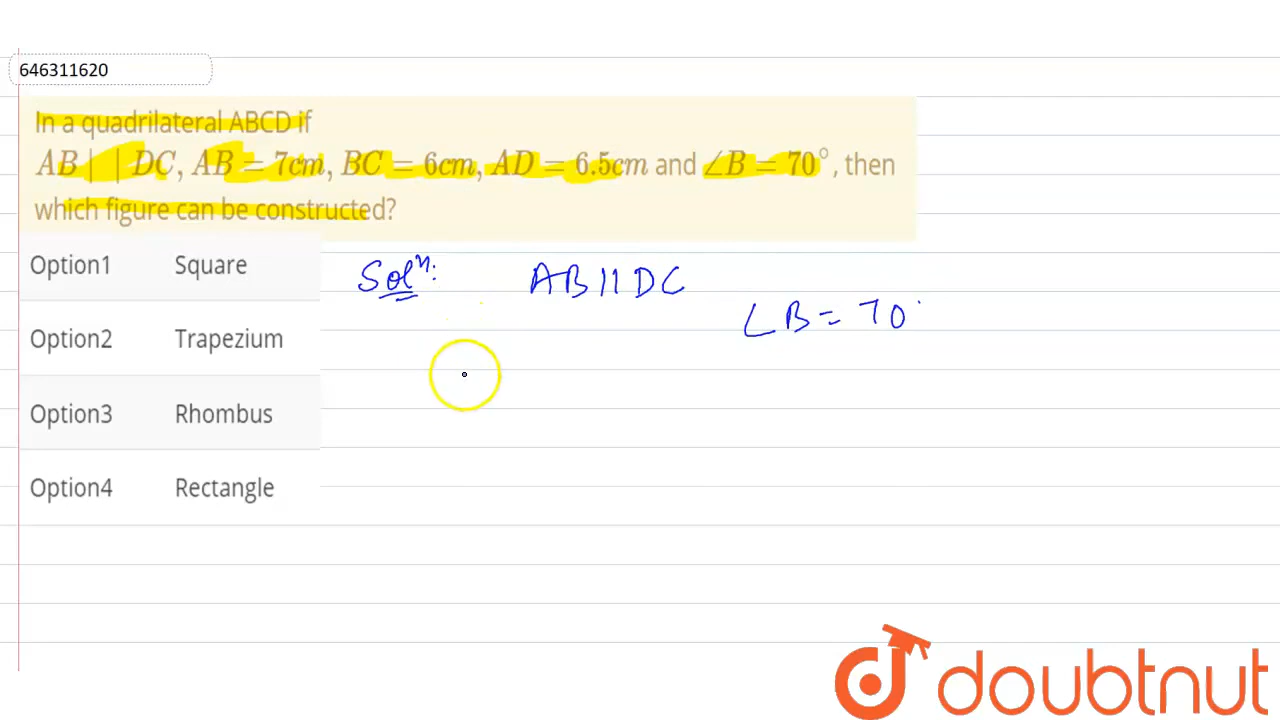 646311620
In a quadrilateral ABCD if
AB| |DC, AB = 7cm, BC = 6cm, AD = 6.5cm and ∠B = 70°, then
which figure can be constructed?
Option1 Square
Solⁿ: AB||DC
∠B = 70°
Option2 Trapezium
Option3 Rhombus
Option4 Rectangle
doubtnut